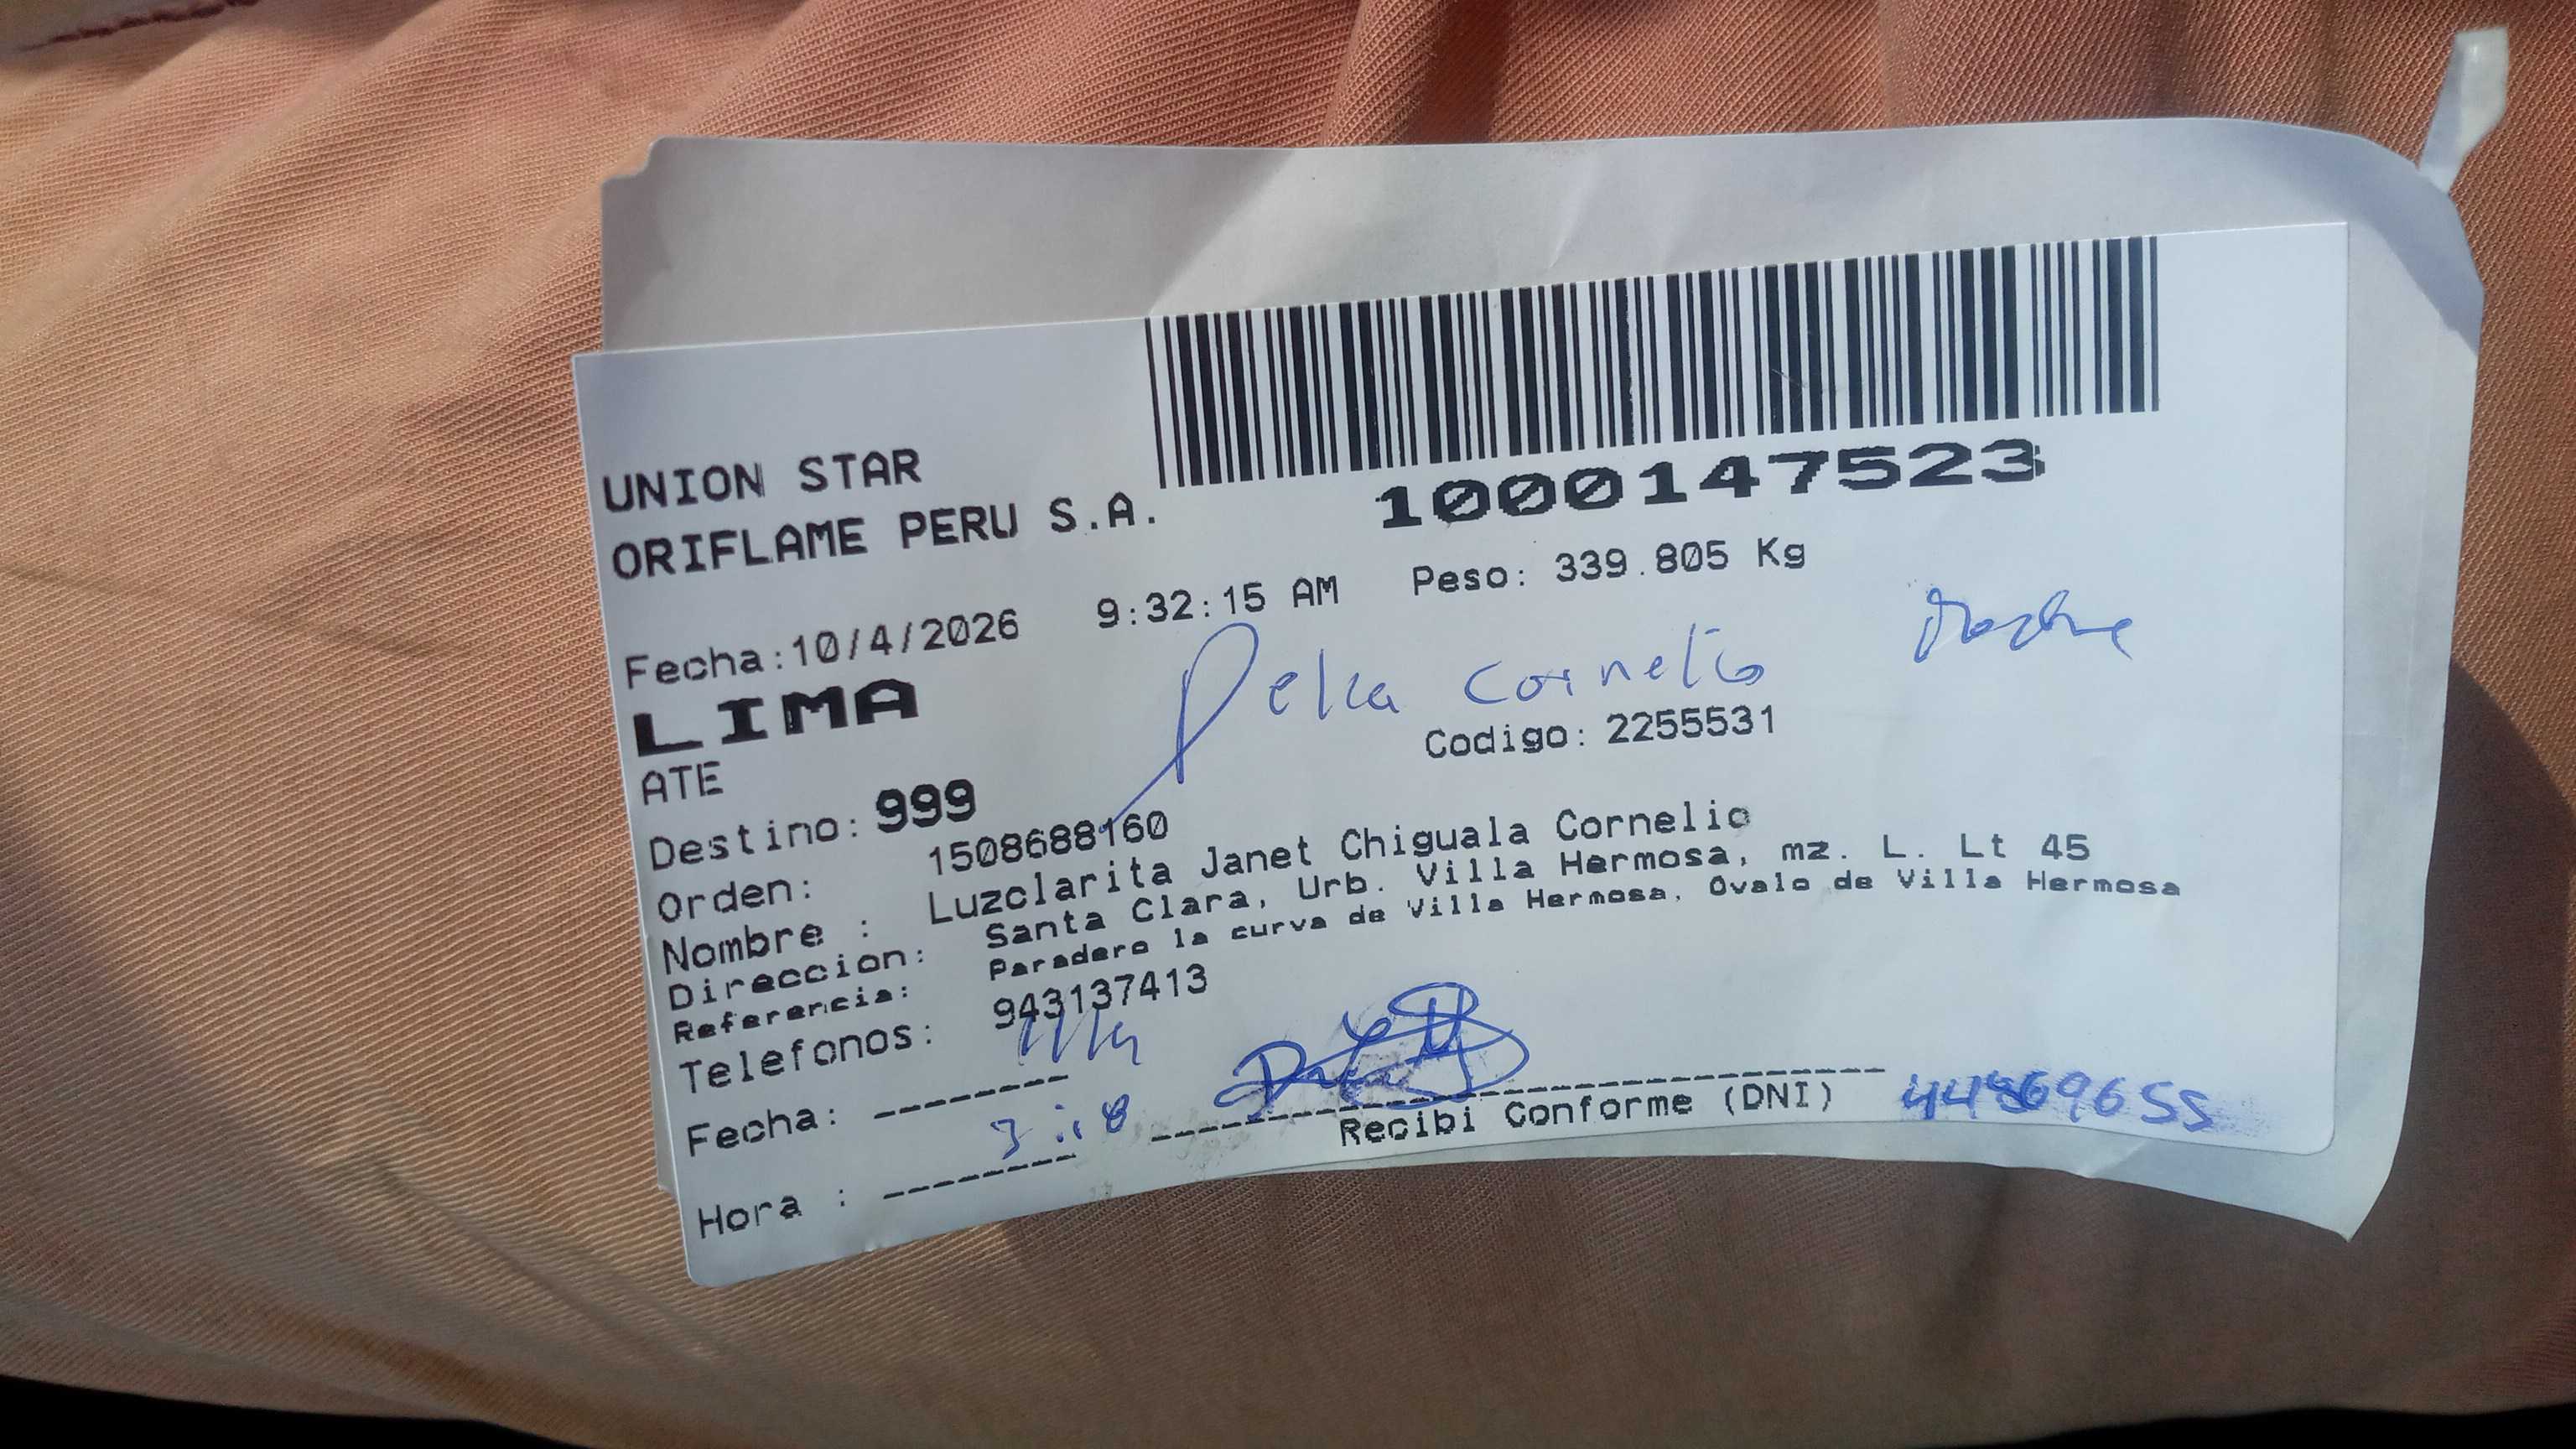 UNION STAR
ORIFLAME PERU S.A.
1000147523
Fecha:10/4/2026 9:32:15 AM Peso: 339.805 Kg
LIMA
Cornelio
ATE
Codigo: 2255531
Destino: 999
Orden: 1508688160
Nombre : Luzclarita Janet Chiguala Cornelio
Direccion: Santa Clara, Urb. Villa Hermosa, mz. L. Lt 45
Referencia: Paradero la curva de Villa Hermosa, Ovalo de Villa Hermosa
Telefonos: 943137413
Fecha: --------
Recibi Conforme (DNI)
Hora : --------